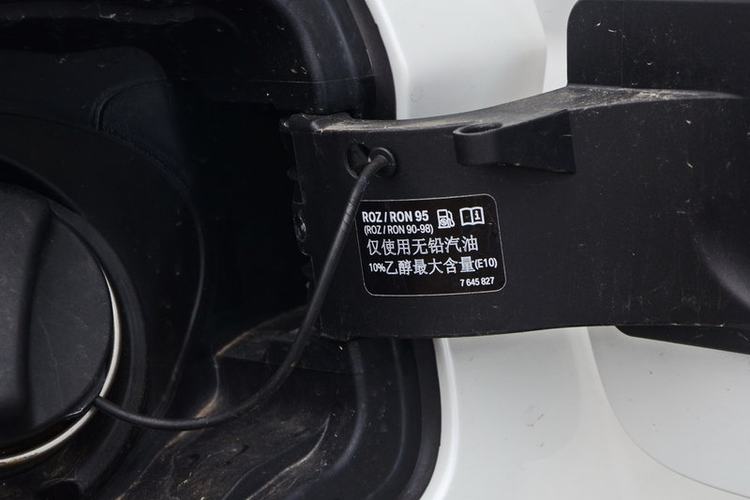 ROZ / RON 95
(ROZ / RON 90-98)
仅使用无铅汽油
10%乙醇最大含量(E10)
7 645 827